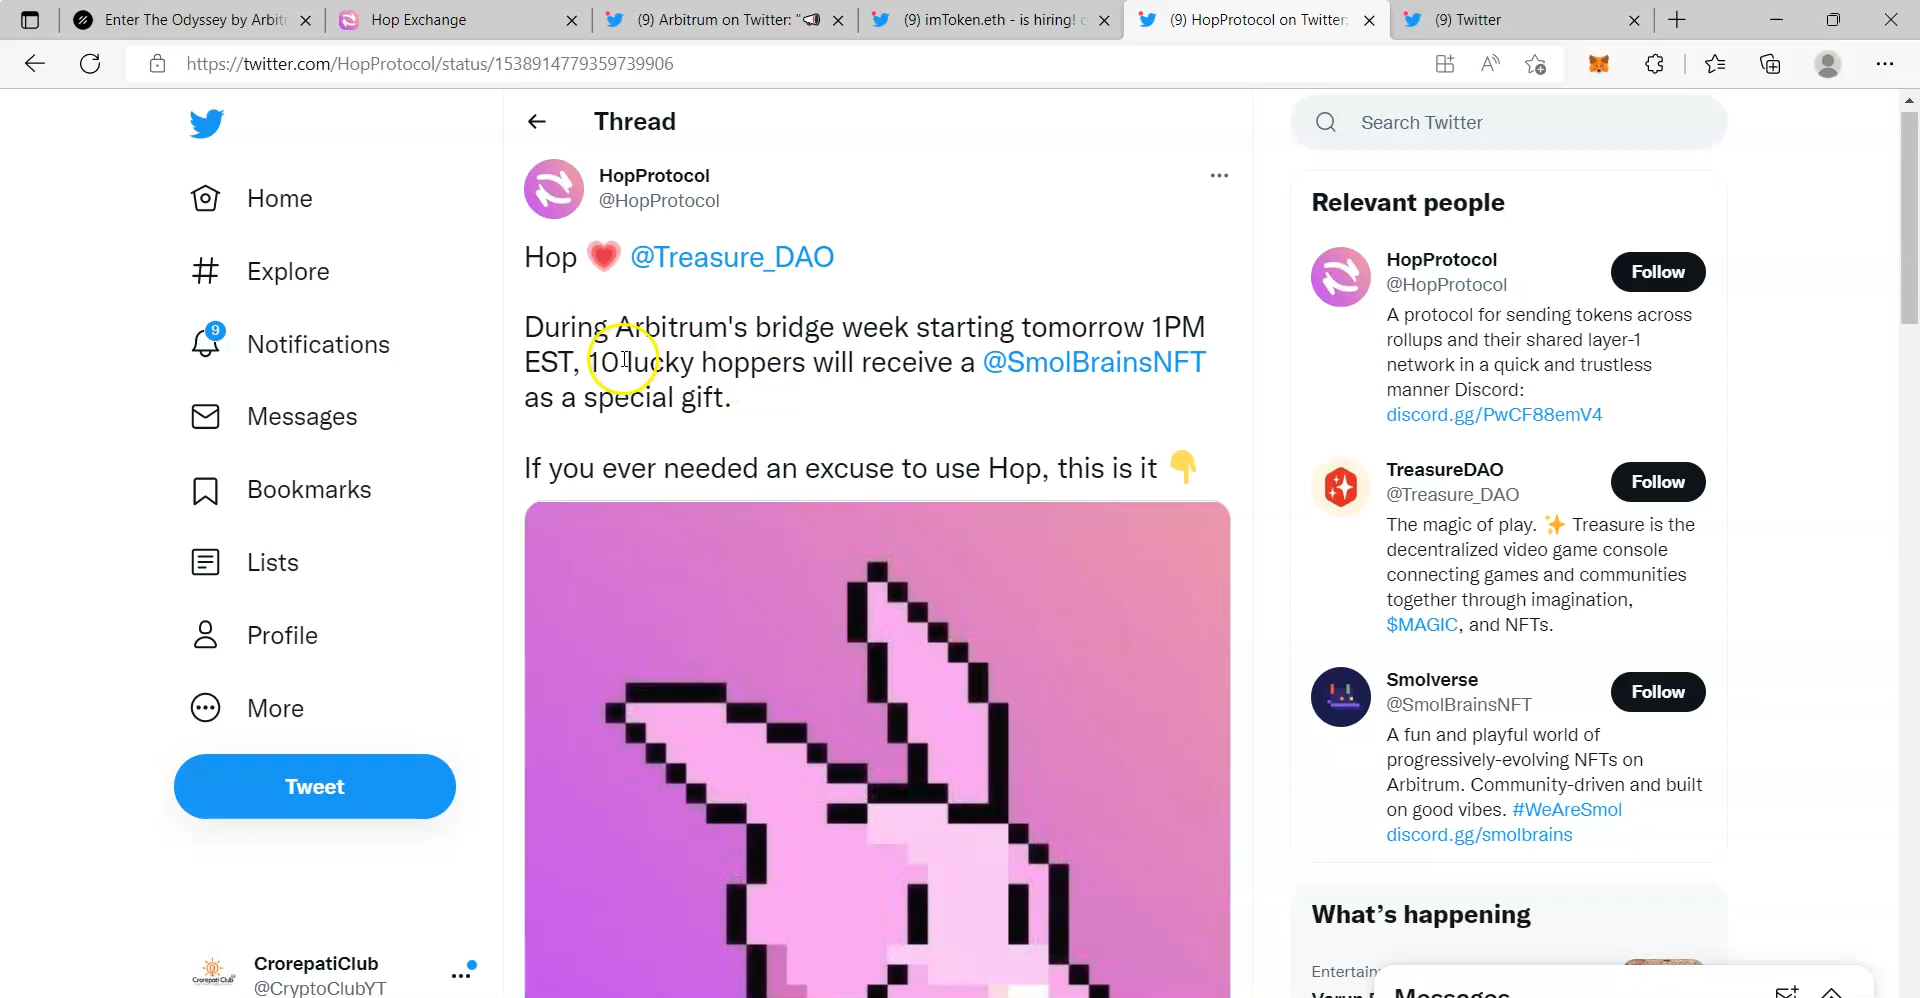 Enter The Odyssey by Arbitr
Hop Exchange
(9) Arbitrum on Twitter: "
(9) imToken.eth - is hiring!
(9) HopProtocol on Twitter:
(9) Twitter
https://twitter.com/HopProtocol/status/1538914779359739906
Home
Explore
9
Notifications
Messages
Bookmarks
Lists
Profile
More
Tweet
CrorepatiClub
@CryptoClubYT
Thread
HopProtocol
@HopProtocol
Hop 💗 @Treasure_DAO
During Arbitrum's bridge week starting tomorrow 1PM
EST, 10 lucky hoppers will receive a @SmolBrainsNFT
as a special gift.
If you ever needed an excuse to use Hop, this is it 👇
Search Twitter
Relevant people
HopProtocol
@HopProtocol
Follow
A protocol for sending tokens across
rollups and their shared layer-1
network in a quick and trustless
manner Discord:
discord.gg/PwCF88emV4
TreasureDAO
@Treasure_DAO
Follow
The magic of play. ✨ Treasure is the
decentralized video game console
connecting games and communities
together through imagination,
$MAGIC, and NFTs.
Smolverse
@SmolBrainsNFT
Follow
A fun and playful world of
progressively-evolving NFTs on
Arbitrum. Community-driven and built
on good vibes. #WeAreSmol
discord.gg/smolbrains
What's happening
Entertain
Messages